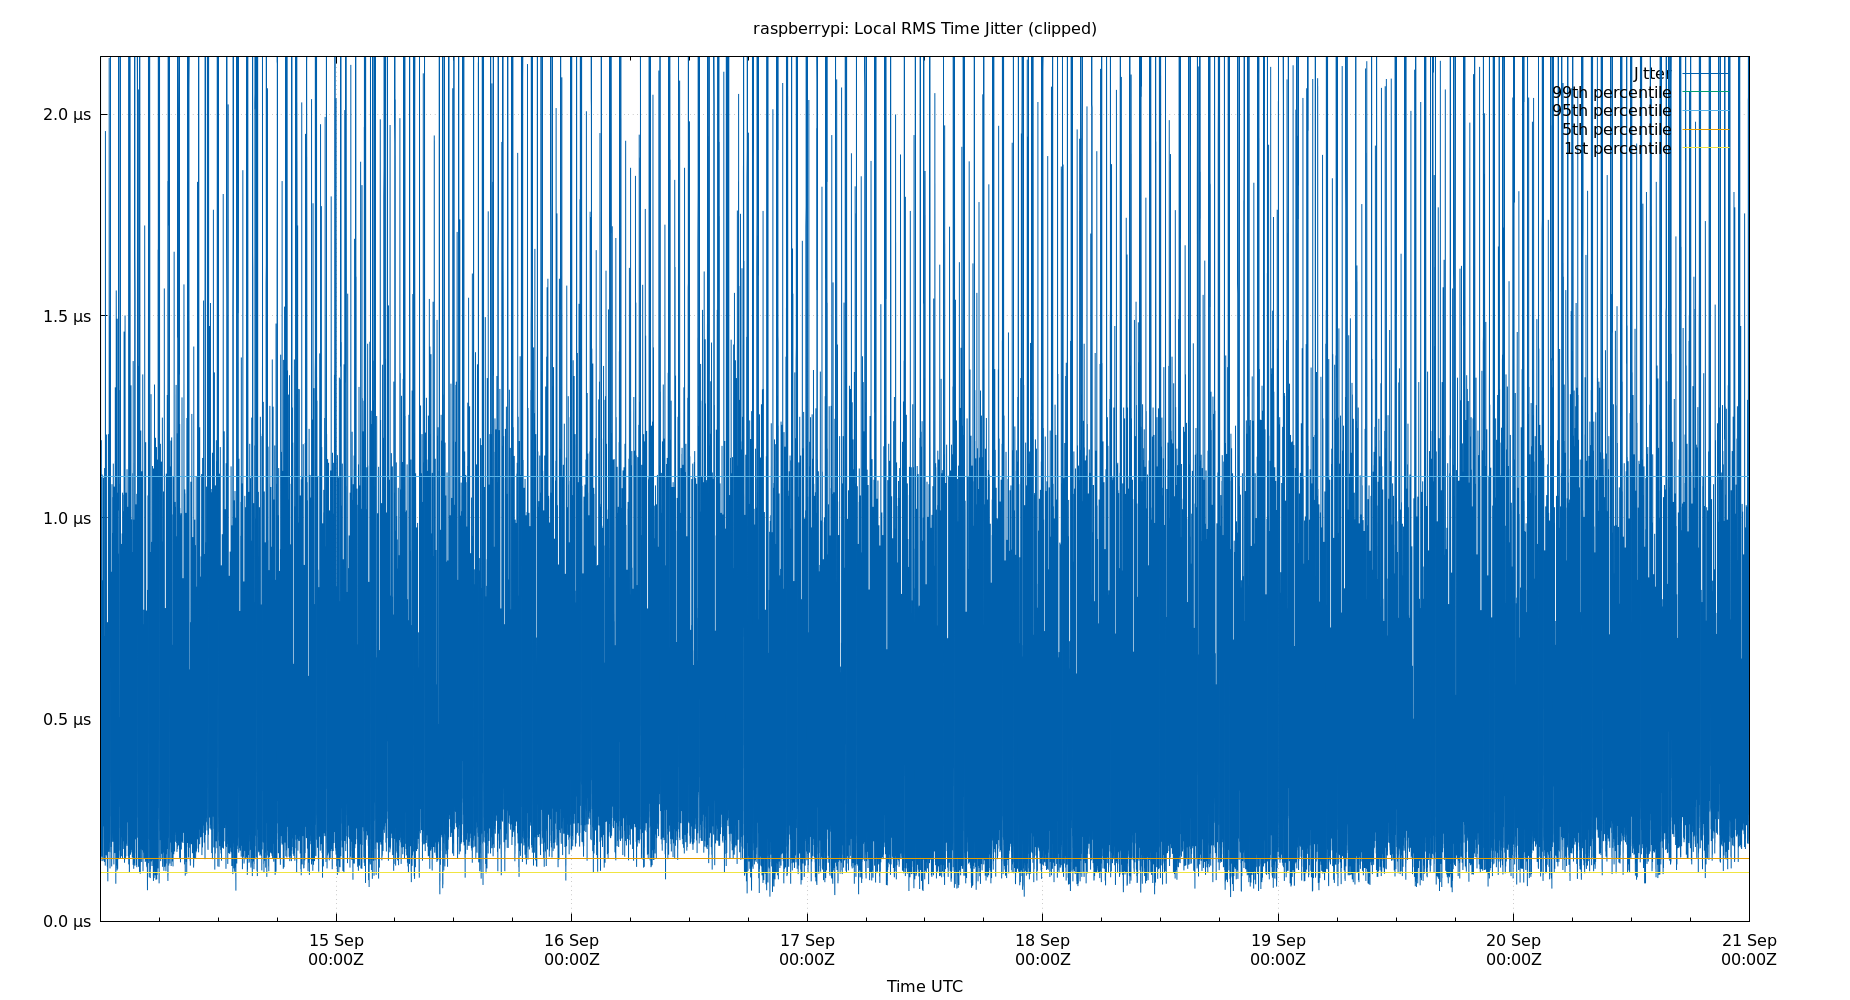 raspberrypi: Local RMS Time Jitter (clipped)
Jitter
99th percentile
95th percentile
5th percentile
1st percentile
2.0 µs
1.5 µs
1.0 µs
0.5 µs
0.0 µs
15 Sep
00:00Z
16 Sep
00:00Z
17 Sep
00:00Z
18 Sep
00:00Z
19 Sep
00:00Z
20 Sep
00:00Z
21 Sep
00:00Z
Time UTC